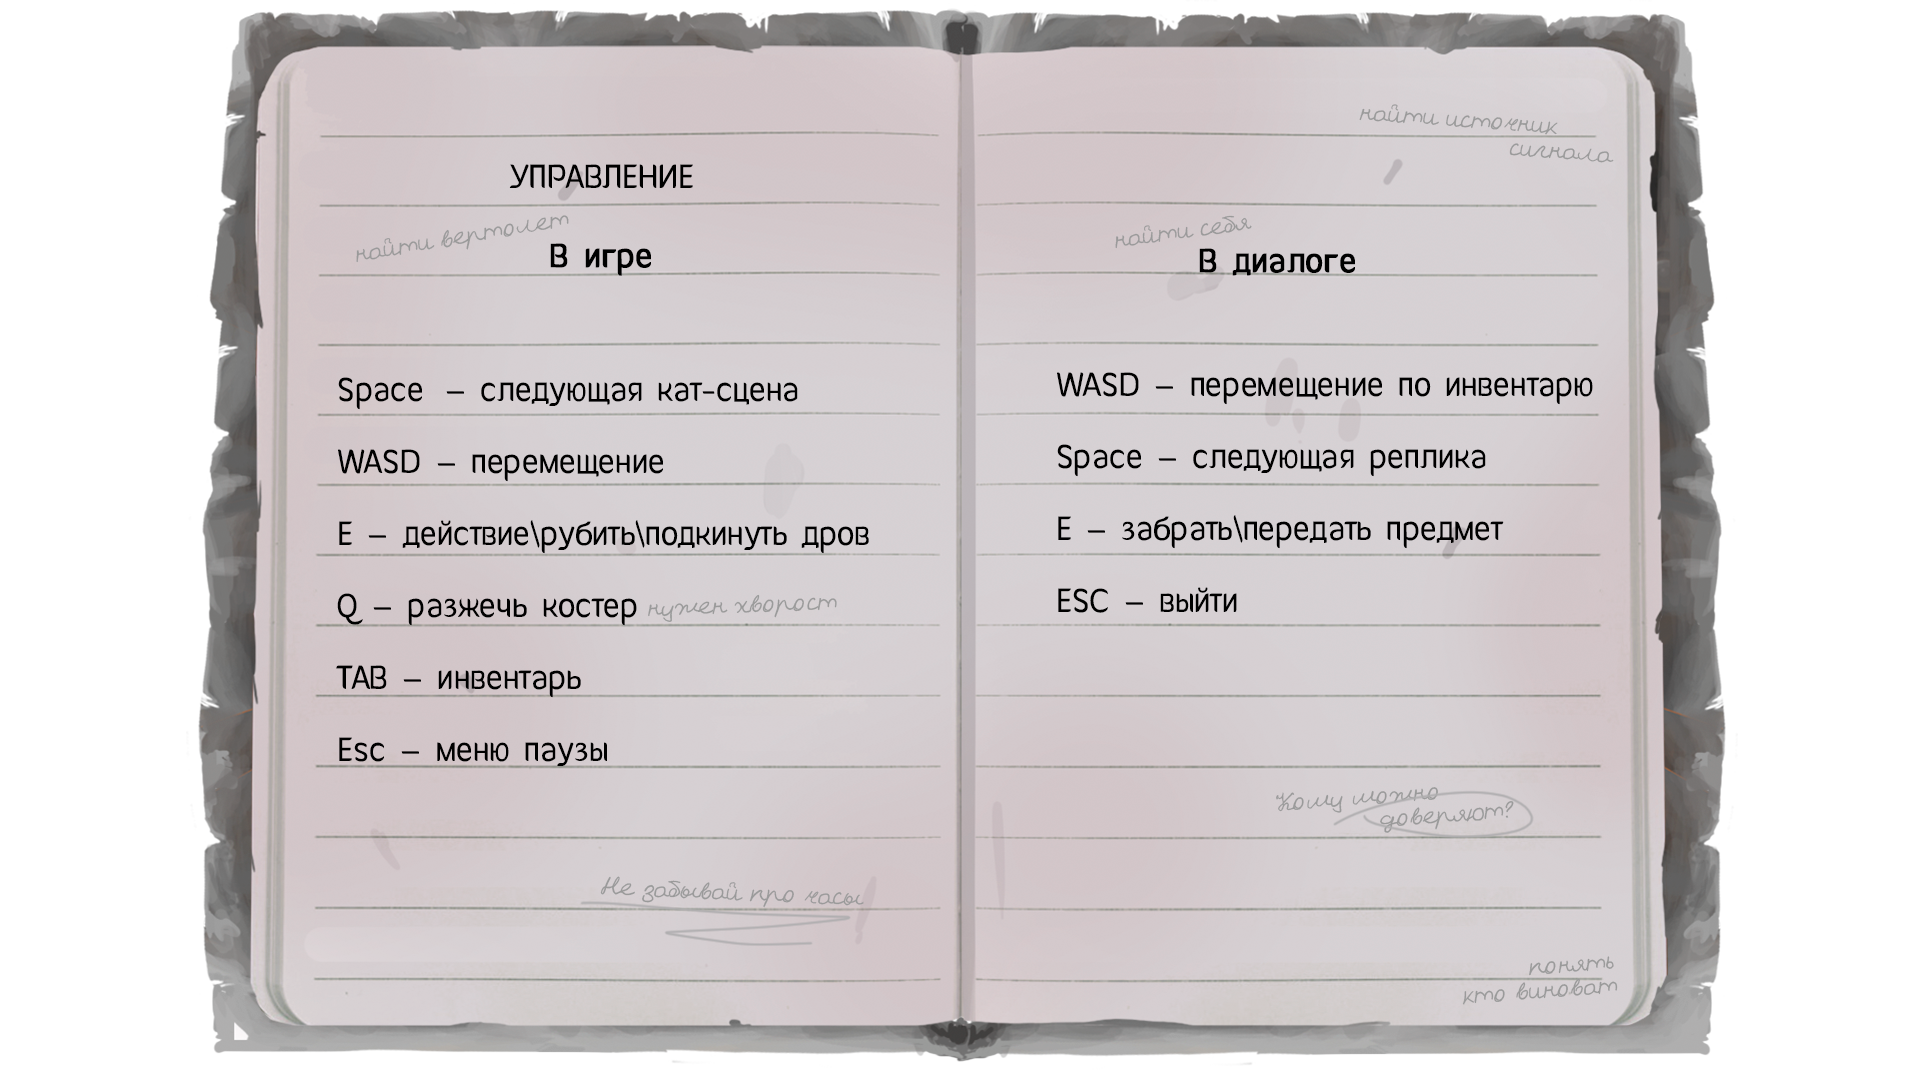 УПРАВЛЕНИЕ
найти вертолет
В игре
Space – следующая кат-сцена
WASD – перемещение
E – действие\рубить\подкинуть дров
Q – разжечь костер нужен хворост
TAB – инвентарь
Esc – меню паузы
Не забывай про часы
найти источник
сигнала
найти себя
В диалоге
WASD – перемещение по инвентарю
Space – следующая реплика
E – забрать\передать предмет
ESC – выйти
Кому можно
доверяют?
понять
кто виноват